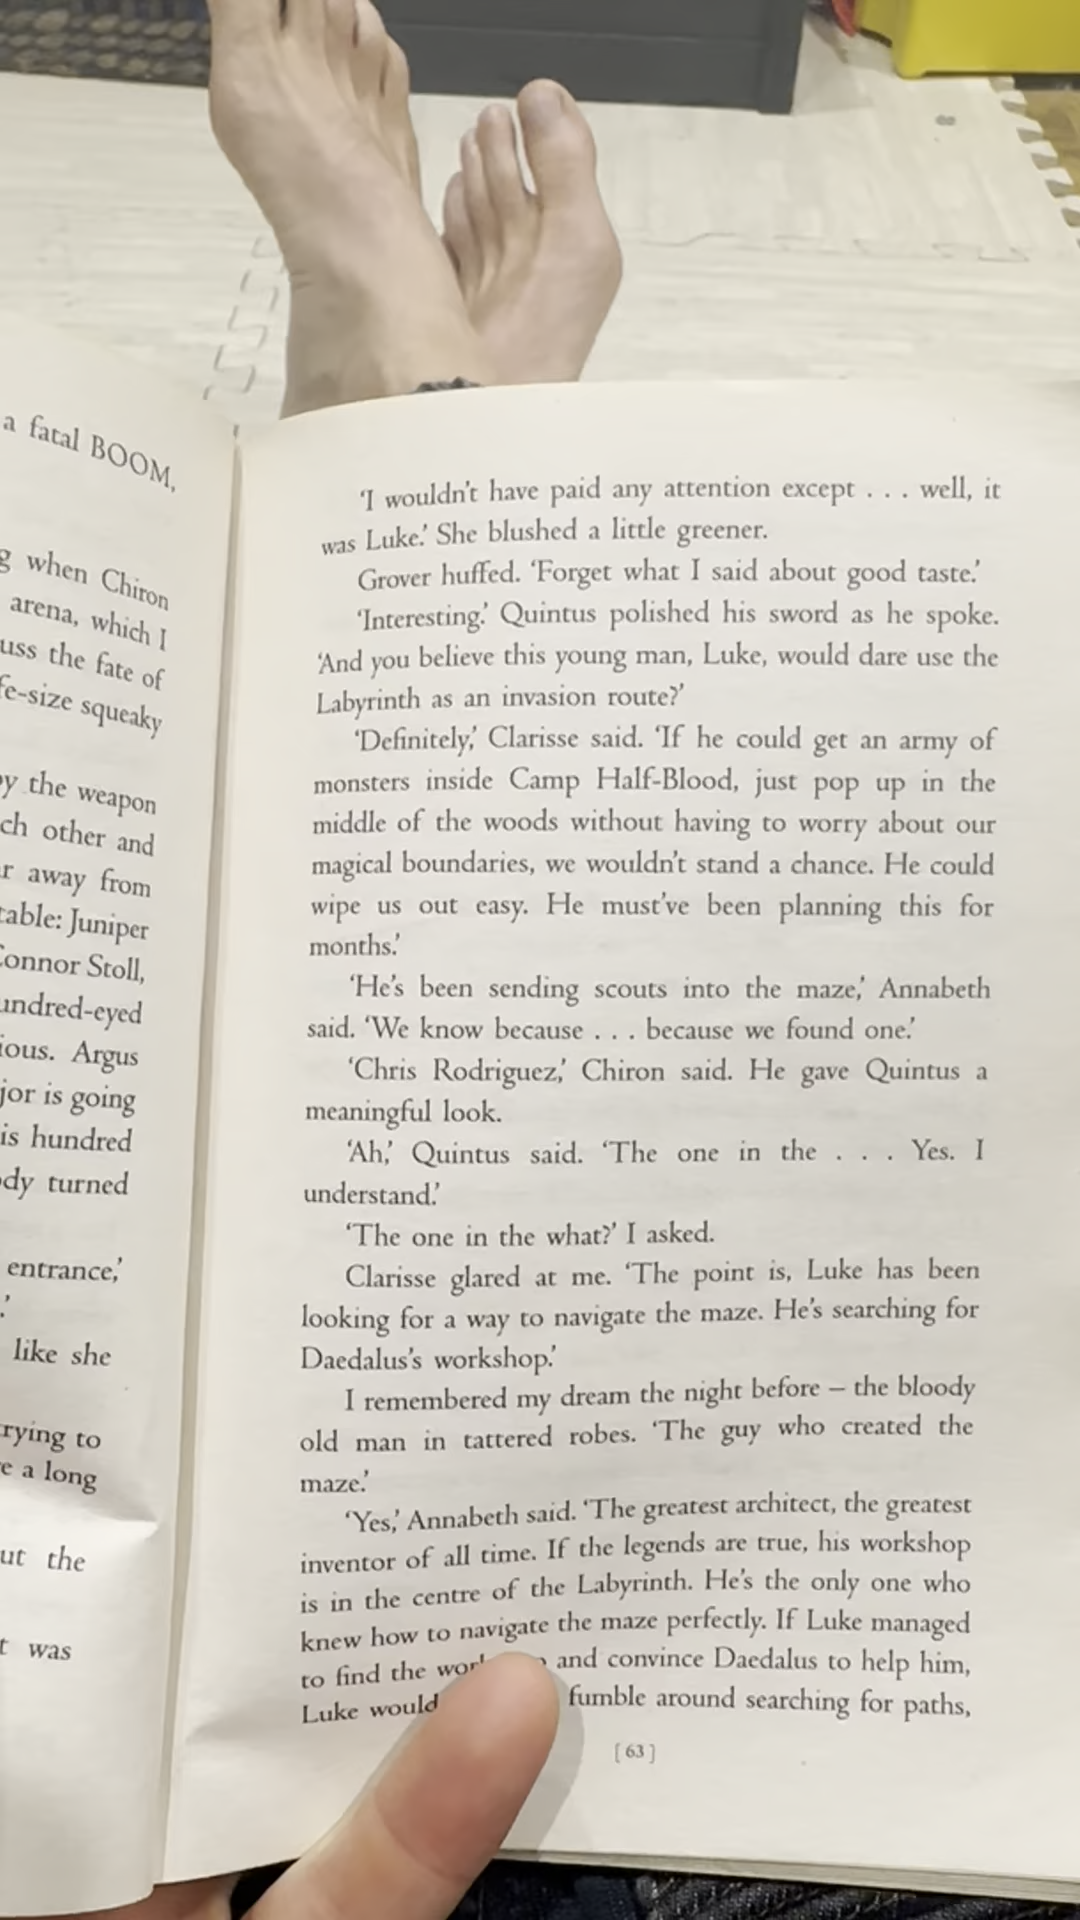 a fatal BOOM,
g when Chiron
arena, which I
uss the fate of
fe-size squeaky
y the weapon
ch other and
r away from
table: Juniper
Connor Stoll,
undred-eyed
ious. Argus
jor is going
is hundred
dy turned
entrance,’
.’
like she
rying to
e a long
ut the
t was
‘I wouldn’t have paid any attention except . . . well, it
was Luke.’ She blushed a little greener.
Grover huffed. ‘Forget what I said about good taste.’
‘Interesting.’ Quintus polished his sword as he spoke.
‘And you believe this young man, Luke, would dare use the
Labyrinth as an invasion route?’
‘Definitely,’ Clarisse said. ‘If he could get an army of
monsters inside Camp Half-Blood, just pop up in the
middle of the woods without having to worry about our
magical boundaries, we wouldn’t stand a chance. He could
wipe us out easy. He must’ve been planning this for
months.’
‘He’s been sending scouts into the maze,’ Annabeth
said. ‘We know because . . . because we found one.’
‘Chris Rodriguez,’ Chiron said. He gave Quintus a
meaningful look.
‘Ah,’ Quintus said. ‘The one in the . . . Yes. I
understand.’
‘The one in the what?’ I asked.
Clarisse glared at me. ‘The point is, Luke has been
looking for a way to navigate the maze. He’s searching for
Daedalus’s workshop.’
I remembered my dream the night before – the bloody
old man in tattered robes. ‘The guy who created the
maze.’
‘Yes,’ Annabeth said. ‘The greatest architect, the greatest
inventor of all time. If the legends are true, his workshop
is in the centre of the Labyrinth. He’s the only one who
knew how to navigate the maze perfectly. If Luke managed
to find the and convince Daedalus to help him,
Luke would fumble around searching for paths,
[ 63 ]